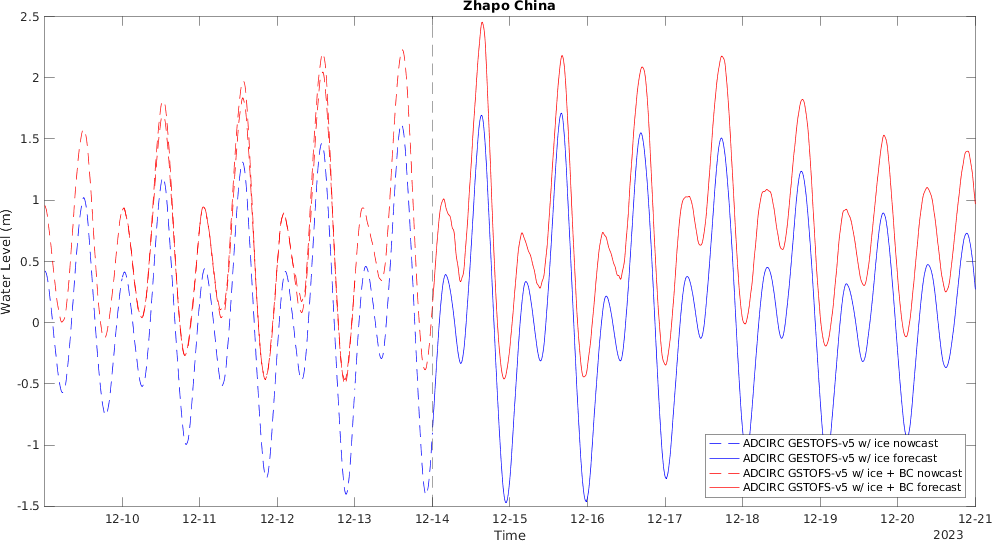 Zhapo China
2.5
2
1.5
1
0.5
0
-0.5
-1
-1.5
Water Level (m)
ADCIRC GESTOFS-v5 w/ ice nowcast
ADCIRC GESTOFS-v5 w/ ice forecast
ADCIRC GSTOFS-v5 w/ ice + BC nowcast
ADCIRC GSTOFS-v5 w/ ice + BC forecast
12-10 12-11 12-12 12-13 12-14 12-15 12-16 12-17 12-18 12-19 12-20 12-21
Time
2023